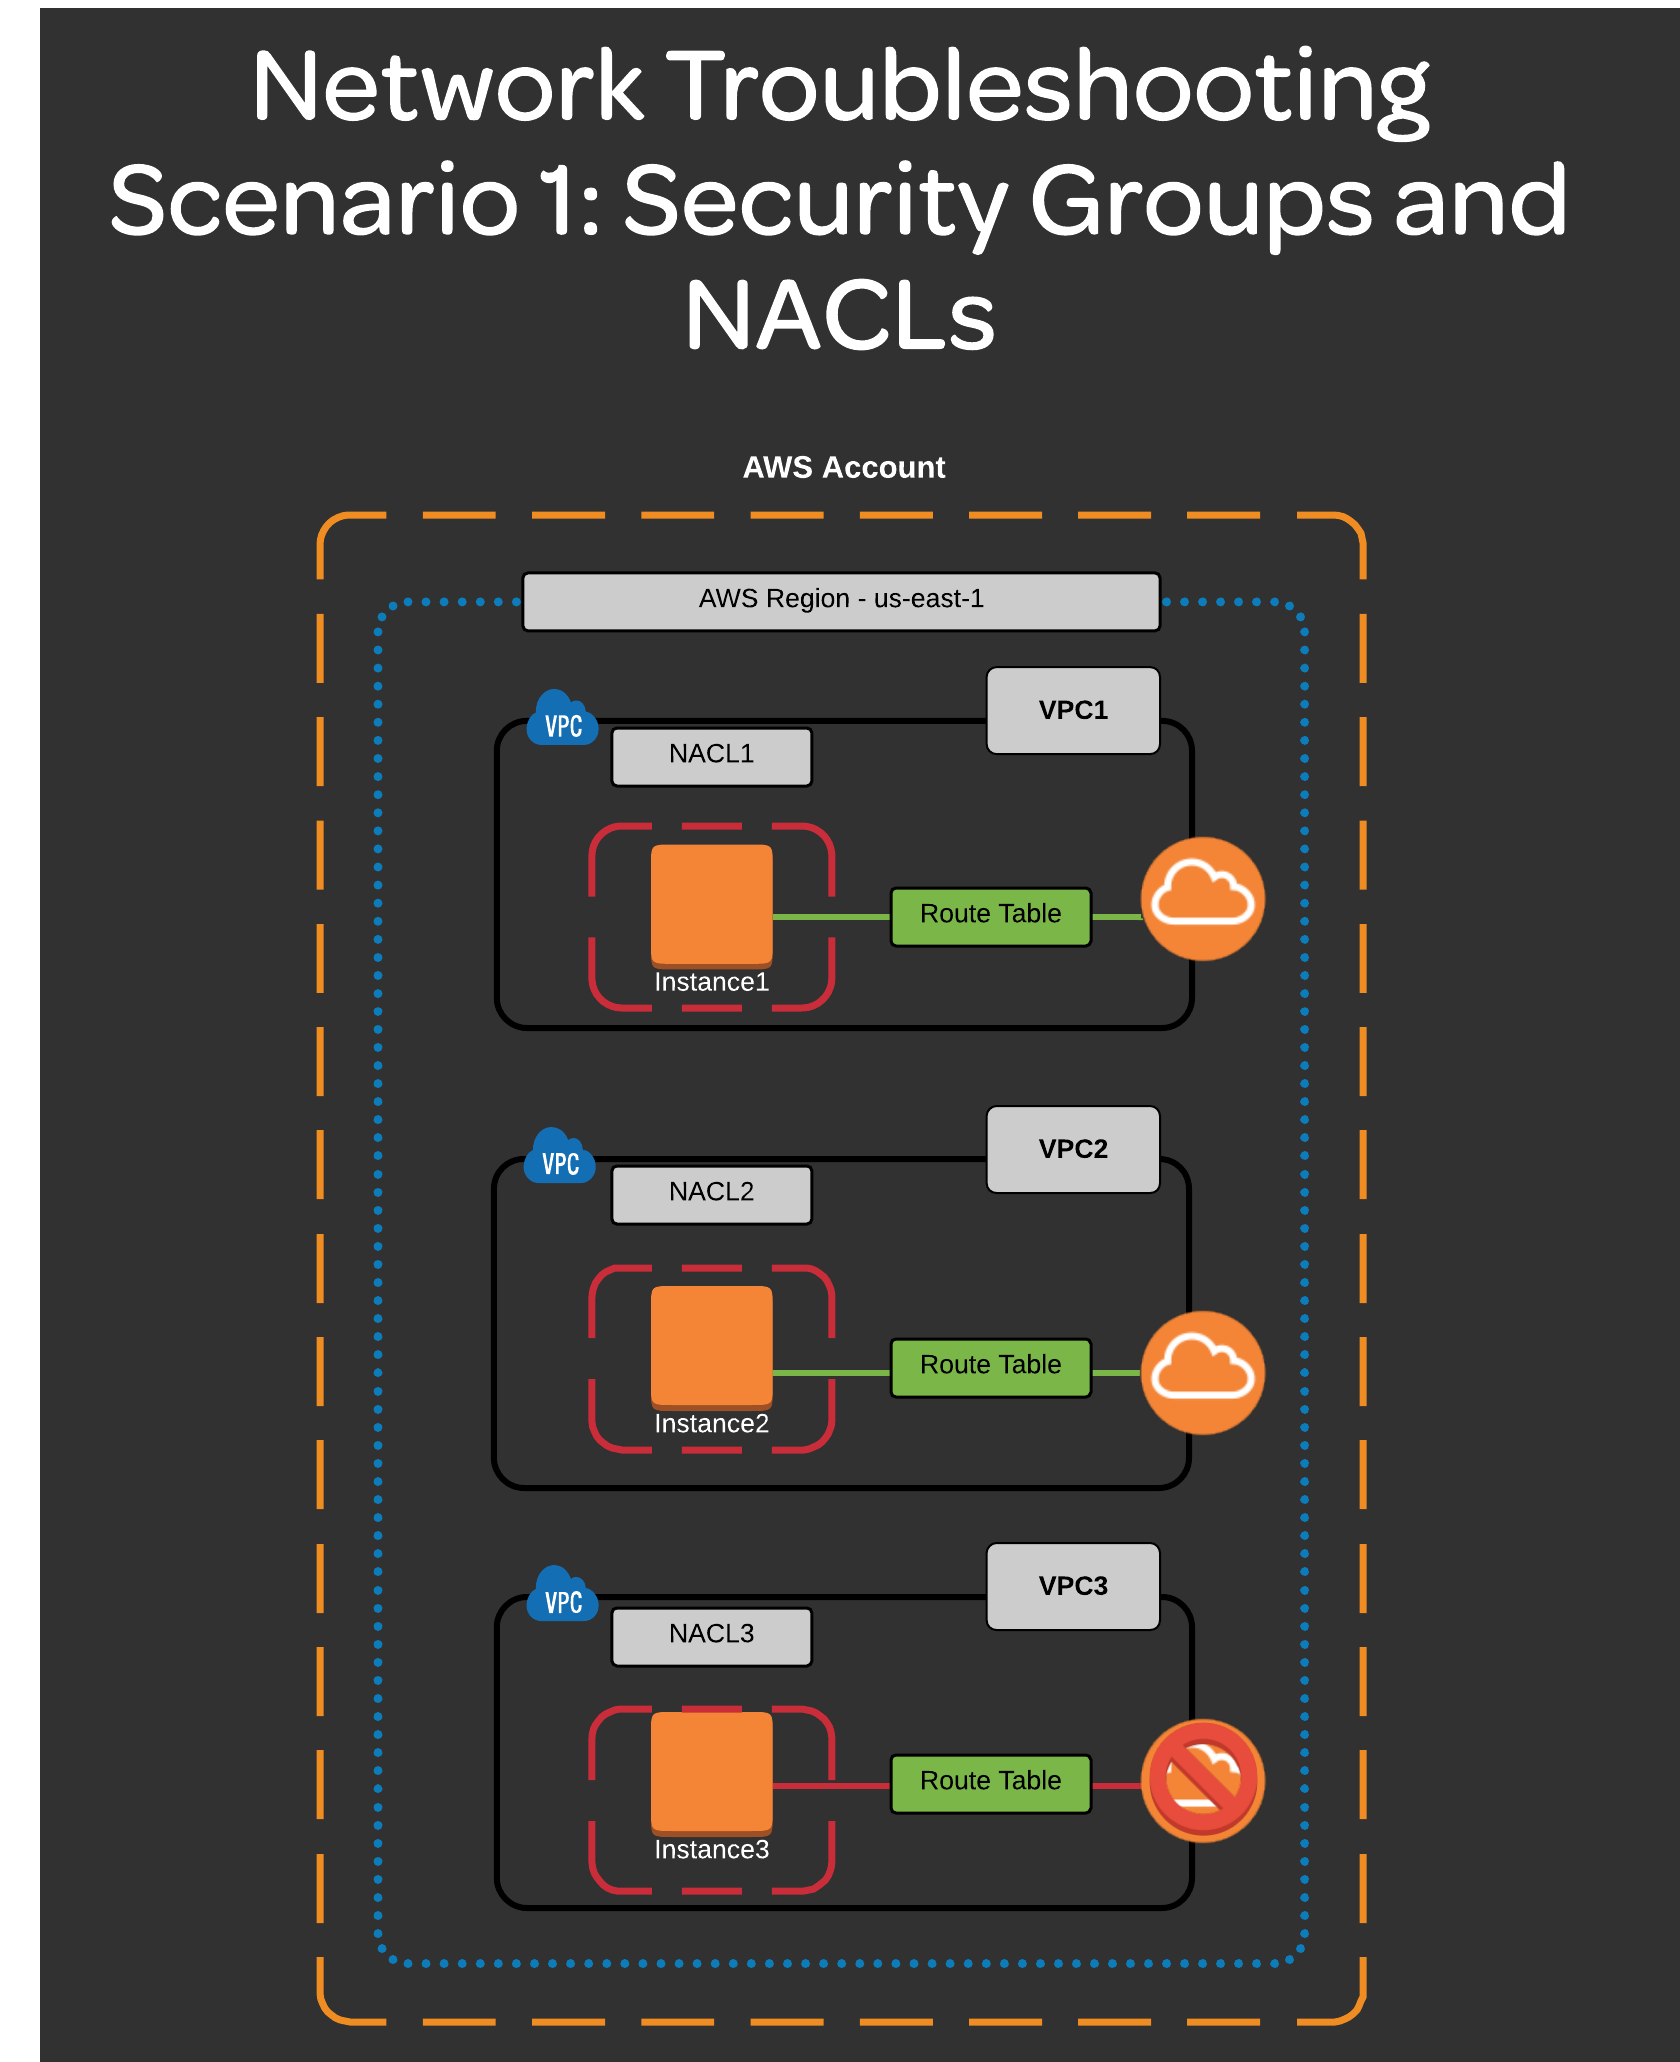 Network Troubleshooting
Scenario 1: Security Groups and
NACLs
AWS Account
AWS Region - us-east-1
VPC1
VPC
NACL1
Route Table
Instance1
VPC2
VPC
NACL2
Route Table
Instance2
VPC3
VPC
NACL3
Route Table
Instance3